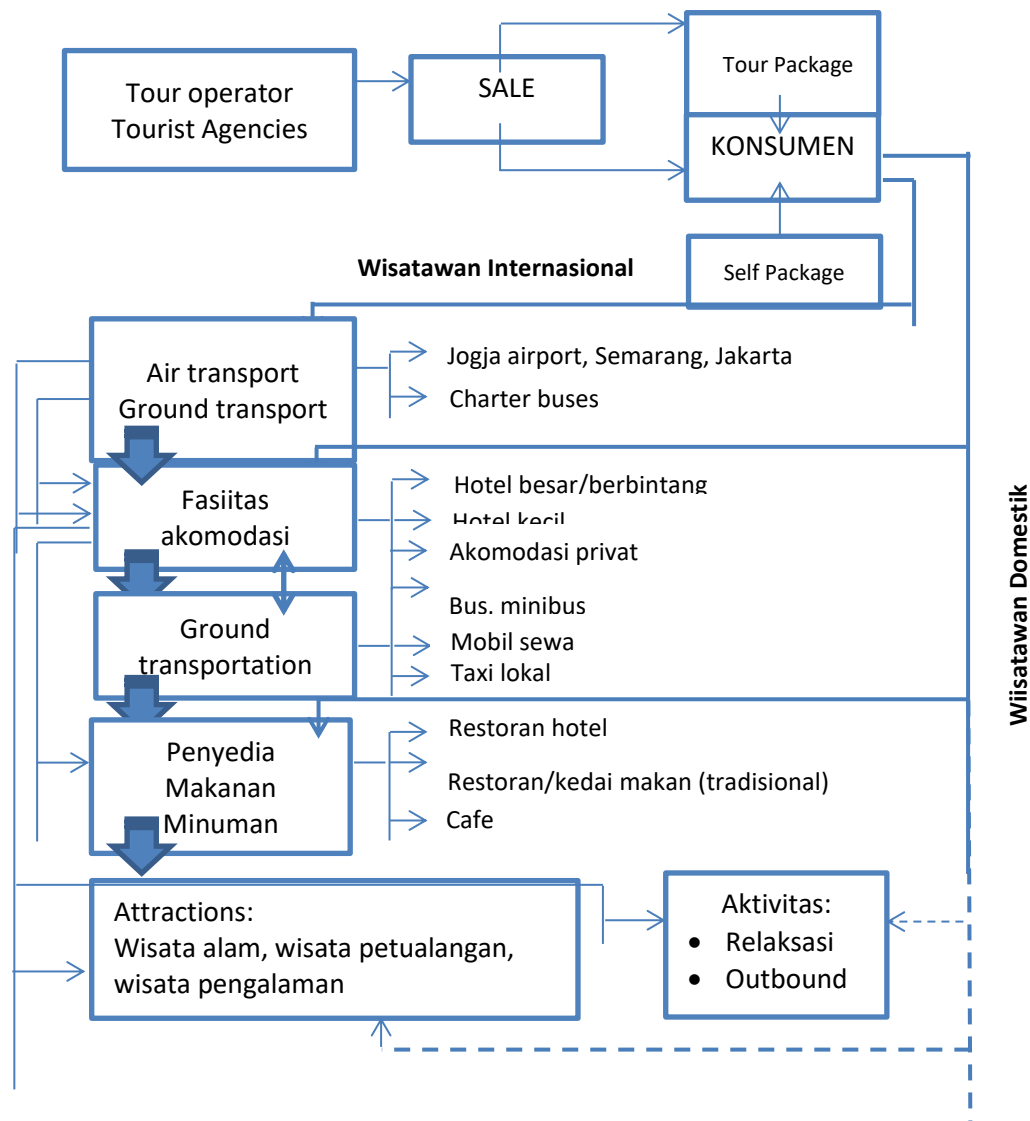 Tour operator
Tourist Agencies
SALE
Tour Package
KONSUMEN
Self Package
Wisatawan Internasional
Air transport
Ground transport
Jogja airport, Semarang, Jakarta
Charter buses
Fasiitas
akomodasi
Hotel besar/berbintang
Hotel kecil
Akomodasi privat
Ground
transportation
Bus. minibus
Mobil sewa
Taxi lokal
Wiisatawan Domestik
Penyedia
Makanan
Minuman
Restoran hotel
Restoran/kedai makan (tradisional)
Cafe
Attractions:
Wisata alam, wisata petualangan,
wisata pengalaman
Aktivitas:
• Relaksasi
• Outbound